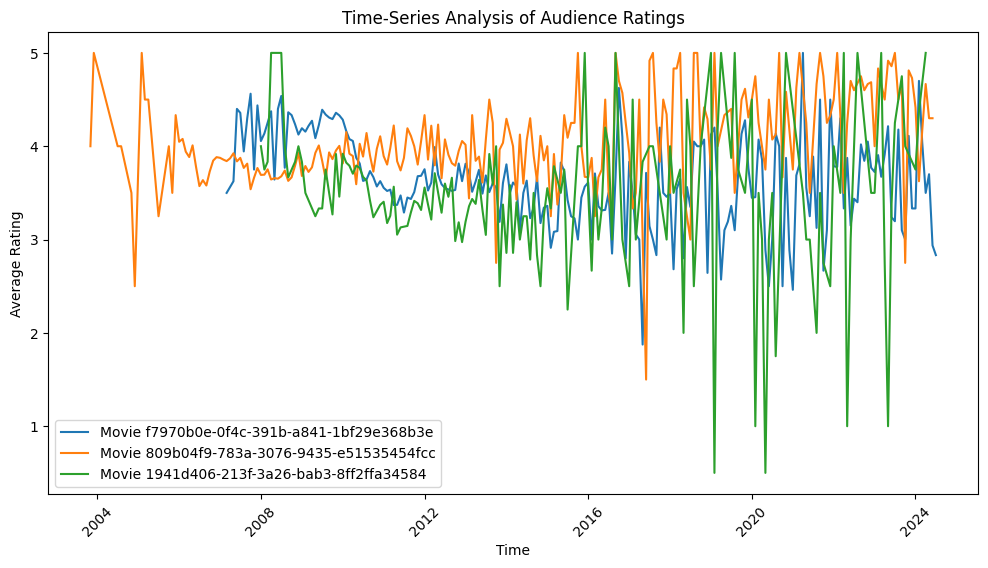 Time-Series Analysis of Audience Ratings
Average Rating
5
4
3
2
1
Movie f7970b0e-0f4c-391b-a841-1bf29e368b3e
Movie 809b04f9-783a-3076-9435-e51535454fcc
Movie 1941d406-213f-3a26-bab3-8ff2ffa34584
2004
2008
2012
2016
2020
2024
Time